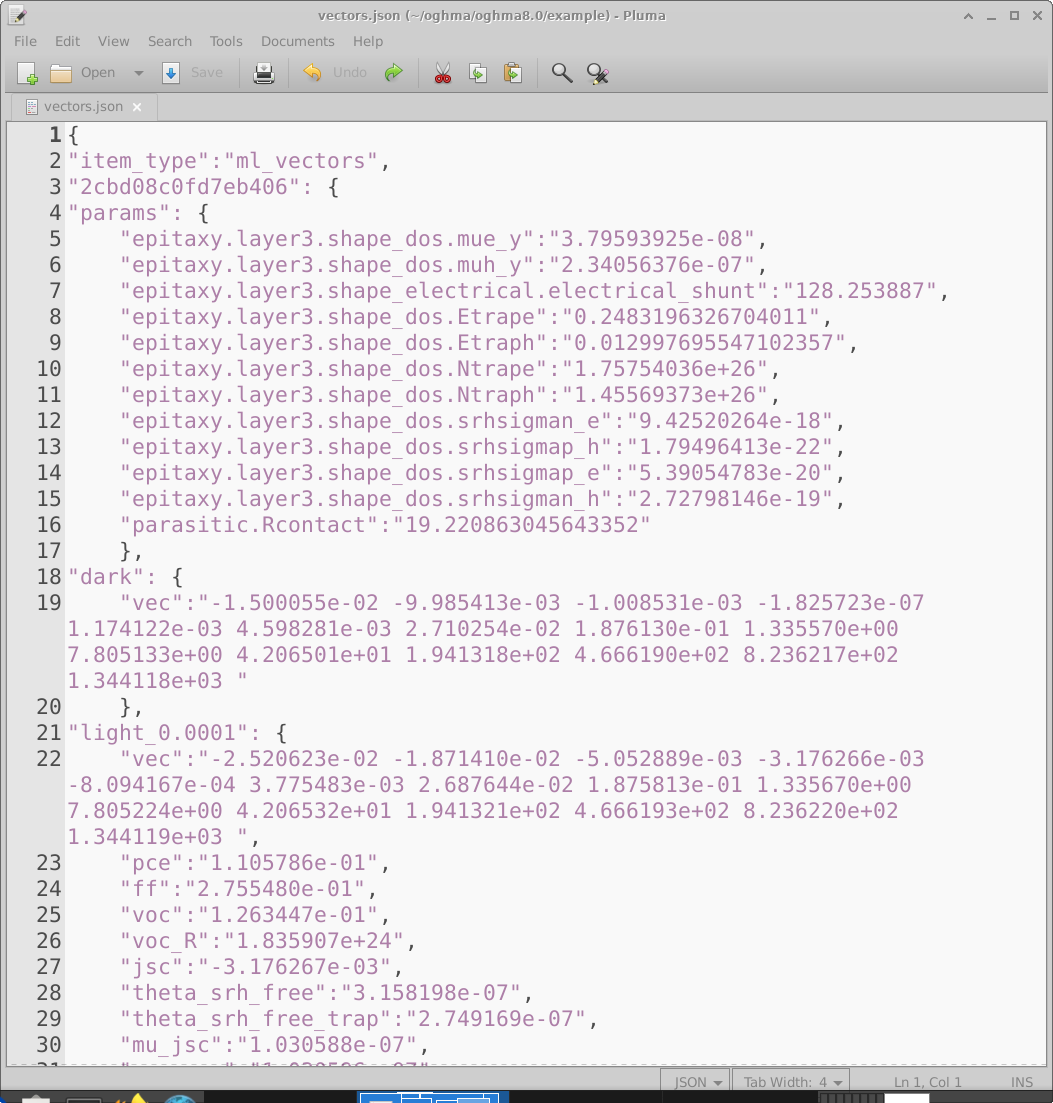 vectors.json (~/oghma/oghma8.0/example) - Pluma
File Edit View Search Tools Documents Help
Open Save Undo
vectors.json
1 {
2 "item_type":"ml_vectors",
3 "2cbd08c0fd7eb406": {
4 "params": {
5 "epitaxy.layer3.shape_dos.mue_y":"3.79593925e-08",
6 "epitaxy.layer3.shape_dos.muh_y":"2.34056376e-07",
7 "epitaxy.layer3.shape_electrical.electrical_shunt":"128.253887",
8 "epitaxy.layer3.shape_dos.Etrape":"0.2483196326704011",
9 "epitaxy.layer3.shape_dos.Etraph":"0.012997695547102357",
10 "epitaxy.layer3.shape_dos.Ntrape":"1.75754036e+26",
11 "epitaxy.layer3.shape_dos.Ntraph":"1.45569373e+26",
12 "epitaxy.layer3.shape_dos.srhsigman_e":"9.42520264e-18",
13 "epitaxy.layer3.shape_dos.srhsigmap_h":"1.79496413e-22",
14 "epitaxy.layer3.shape_dos.srhsigmap_e":"5.39054783e-20",
15 "epitaxy.layer3.shape_dos.srhsigman_h":"2.72798146e-19",
16 "parasitic.Rcontact":"19.220863045643352"
17 },
18 "dark": {
19 "vec":"-1.500055e-02 -9.985413e-03 -1.008531e-03 -1.825723e-07
1.174122e-03 4.598281e-03 2.710254e-02 1.876130e-01 1.335570e+00
7.805133e+00 4.206501e+01 1.941318e+02 4.666190e+02 8.236217e+02
1.344118e+03 "
20 },
21 "light_0.0001": {
22 "vec":"-2.520623e-02 -1.871410e-02 -5.052889e-03 -3.176266e-03
-8.094167e-04 3.775483e-03 2.687644e-02 1.875813e-01 1.335670e+00
7.805224e+00 4.206532e+01 1.941321e+02 4.666193e+02 8.236220e+02
1.344119e+03 ",
23 "pce":"1.105786e-01",
24 "ff":"2.755480e-01",
25 "voc":"1.263447e-01",
26 "voc_R":"1.835907e+24",
27 "jsc":"-3.176267e-03",
28 "theta_srh_free":"3.158198e-07",
29 "theta_srh_free_trap":"2.749169e-07",
30 "mu_jsc":"1.030588e-07",
JSON Tab Width: 4 Ln 1, Col 1 INS